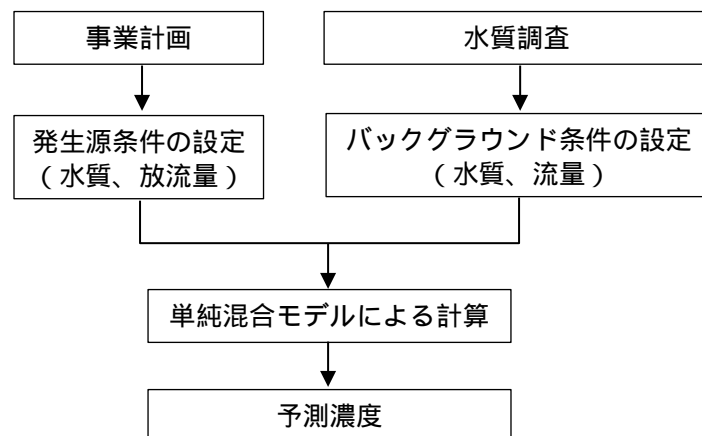 事業計画
水質調査
発生源条件の設定
（水質、放流量）
バックグラウンド条件の設定
（水質、流量）
単純混合モデルによる計算
予測濃度